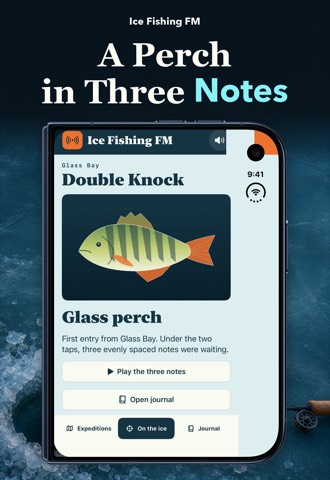 Ice Fishing FM
A Perch
in Three Notes
Ice Fishing FM
9:41
Glass Bay
Double Knock
Glass perch
First entry from Glass Bay. Under the two
taps, three evenly spaced notes were waiting.
Play the three notes
Open journal
Expeditions
On the ice
Journal